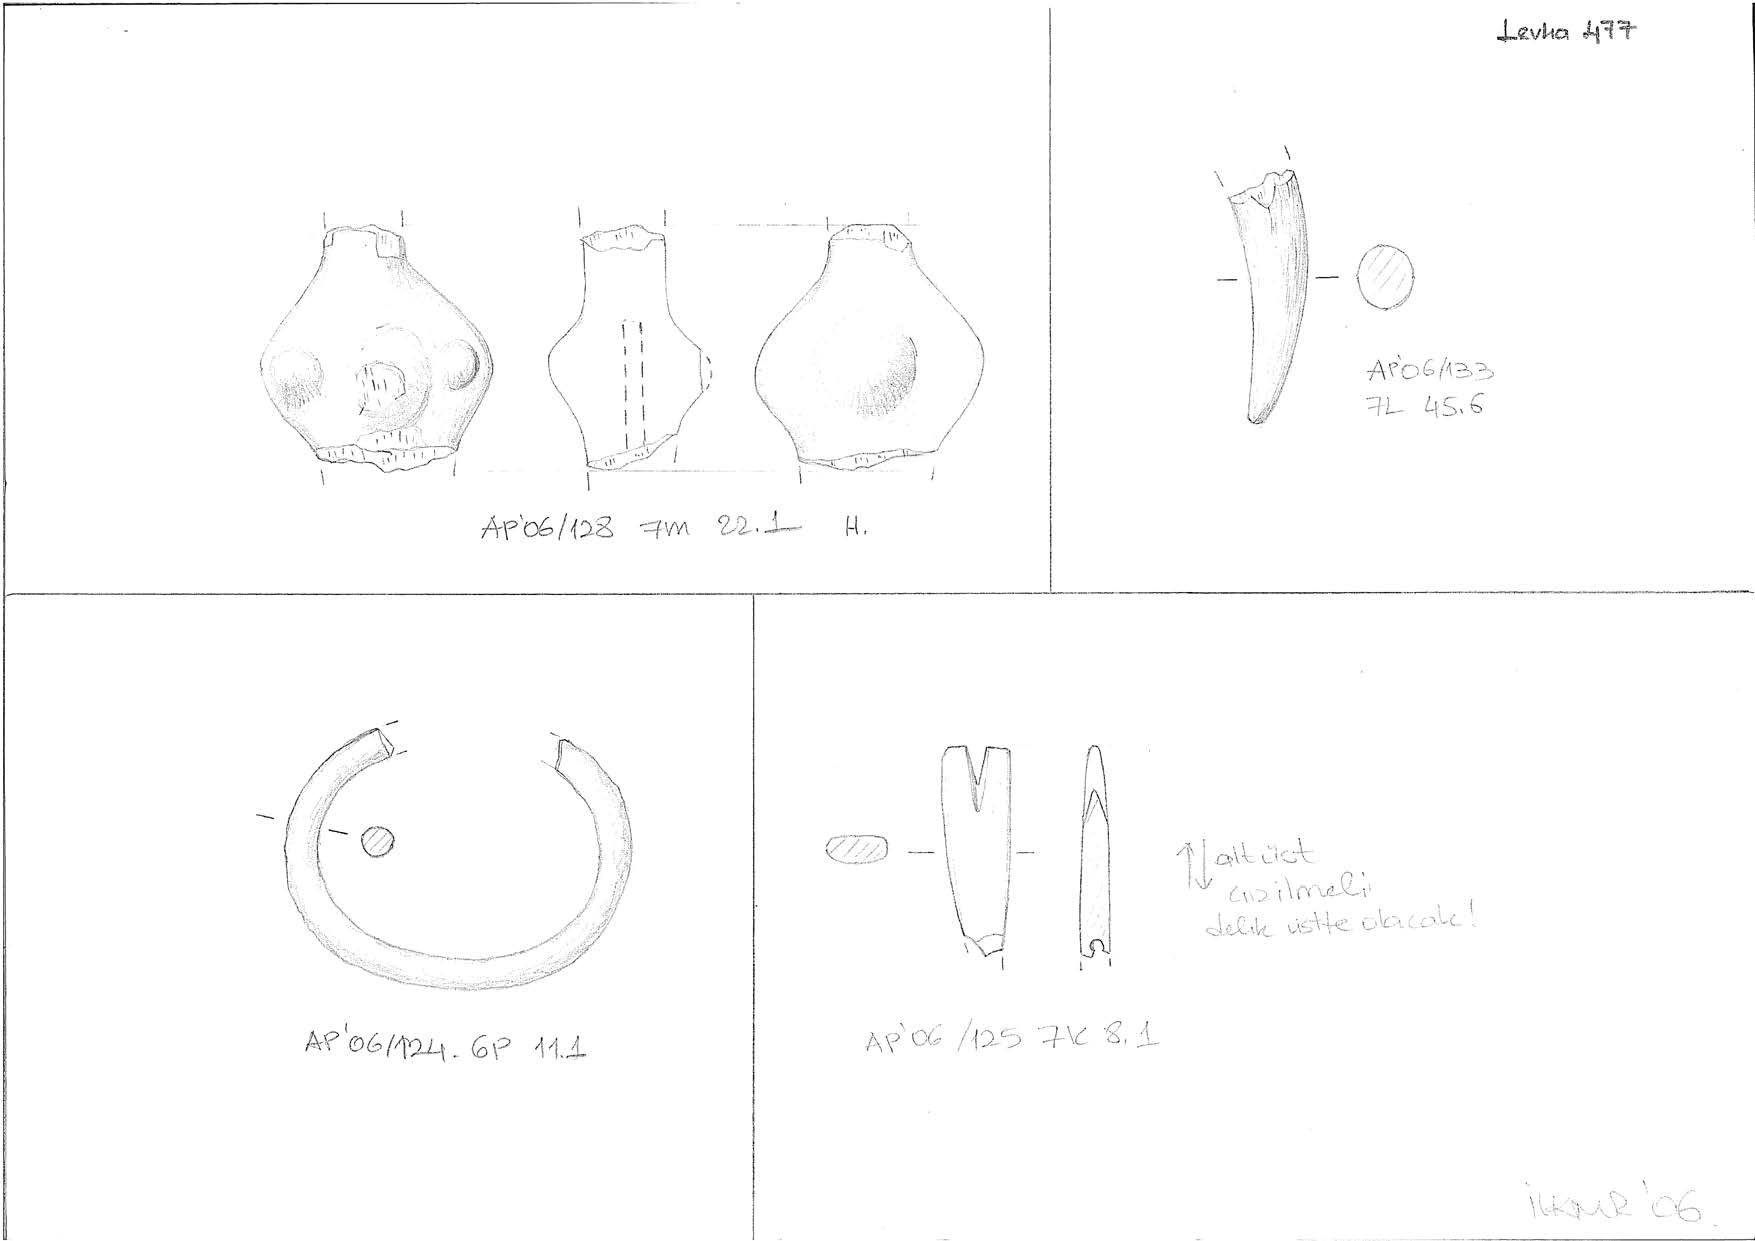 Levha 477
AP'06/128 7M 22.1 H.
AP'06/133
7L 45.6
AP'06/124. 6P 11.1
AP'06/125 7K 8.1
alt üst
çizilmeli
delik üstte olacak!
'06